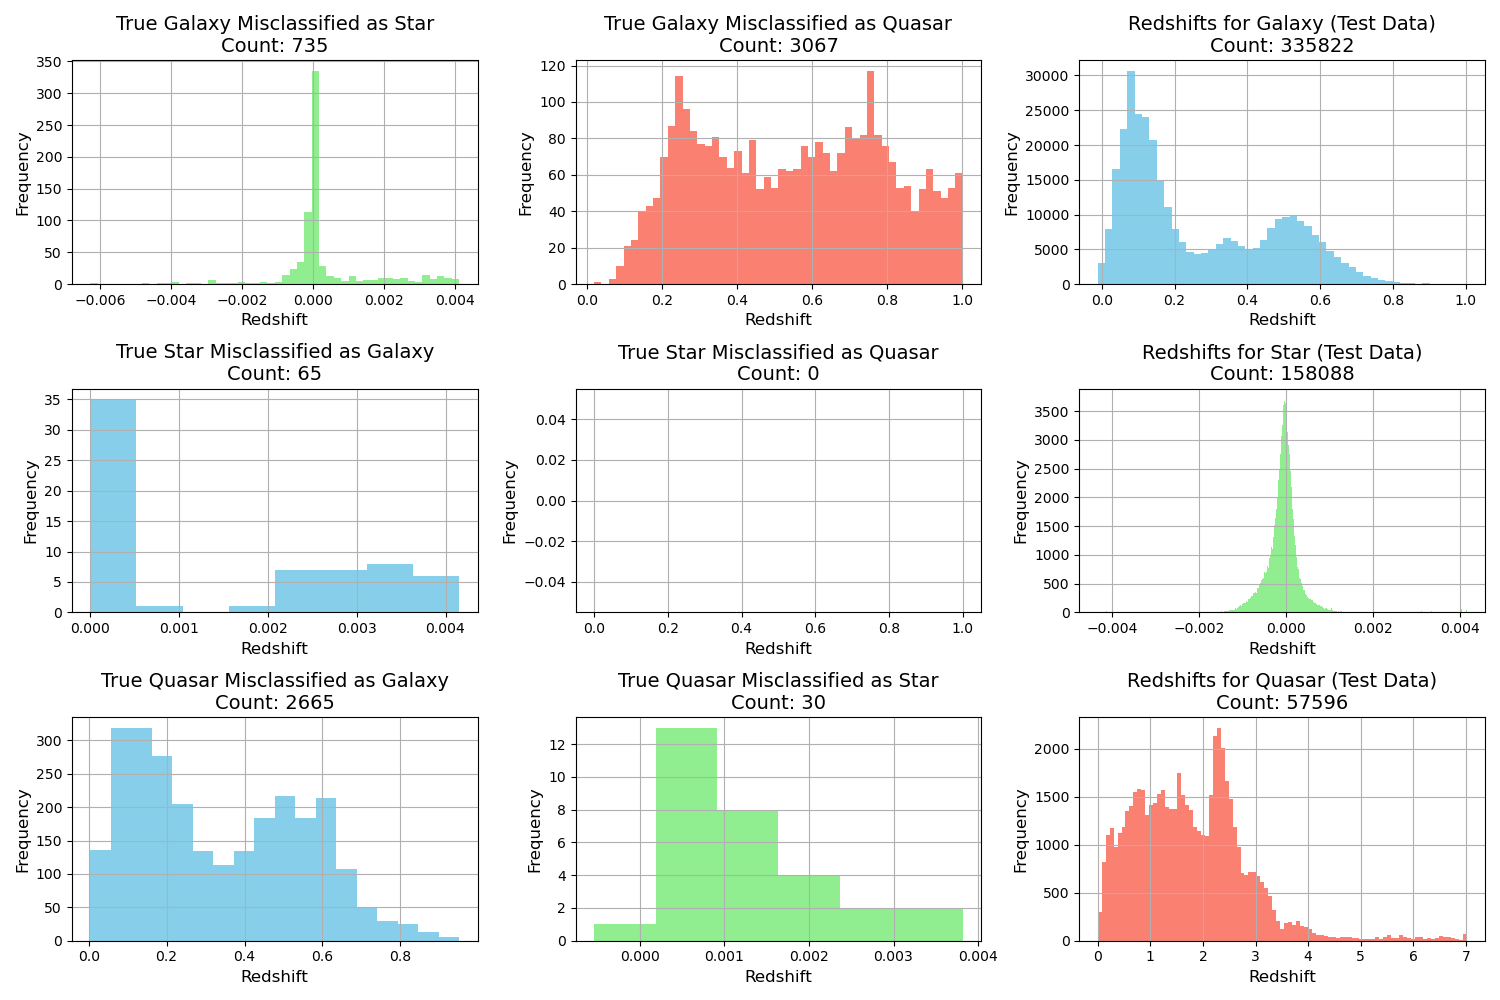 True Galaxy Misclassified as Star
Count: 735
True Galaxy Misclassified as Quasar
Count: 3067
Redshifts for Galaxy (Test Data)
Count: 335822
Frequency
350
300
250
200
150
100
50
0
−0.006 −0.004 −0.002 0.000 0.002 0.004
Redshift
Frequency
120
100
80
60
40
20
0
0.0 0.2 0.4 0.6 0.8 1.0
Redshift
Frequency
30000
25000
20000
15000
10000
5000
0
0.0 0.2 0.4 0.6 0.8 1.0
Redshift
True Star Misclassified as Galaxy
Count: 65
True Star Misclassified as Quasar
Count: 0
Redshifts for Star (Test Data)
Count: 158088
Frequency
35
30
25
20
15
10
5
0
0.000 0.001 0.002 0.003 0.004
Redshift
Frequency
0.04
0.02
0.00
−0.02
−0.04
0.0 0.2 0.4 0.6 0.8 1.0
Redshift
Frequency
3500
3000
2500
2000
1500
1000
500
0
−0.004 −0.002 0.000 0.002 0.004
Redshift
True Quasar Misclassified as Galaxy
Count: 2665
True Quasar Misclassified as Star
Count: 30
Redshifts for Quasar (Test Data)
Count: 57596
Frequency
300
250
200
150
100
50
0
0.0 0.2 0.4 0.6 0.8
Redshift
Frequency
12
10
8
6
4
2
0
0.000 0.001 0.002 0.003 0.004
Redshift
Frequency
2000
1500
1000
500
0
0 1 2 3 4 5 6 7
Redshift